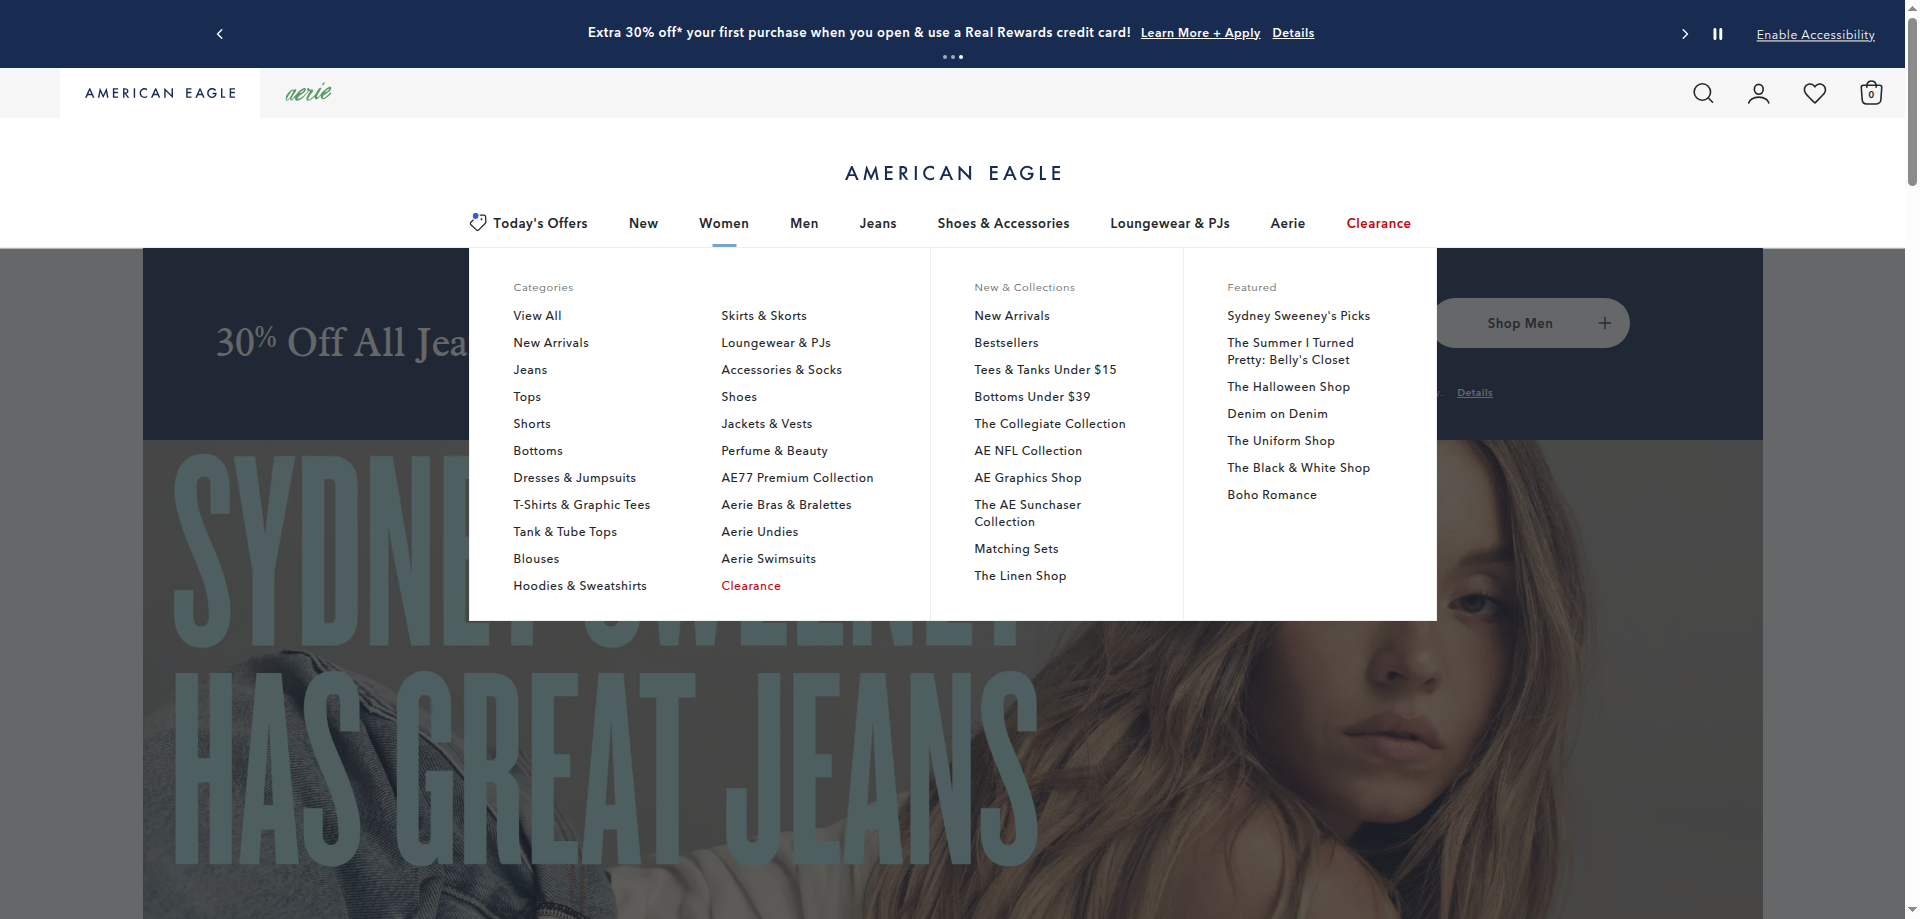 Extra 30% off* your first purchase when you open & use a Real Rewards credit card! Learn More + Apply Details
Enable Accessibility
AMERICAN EAGLE
aerie
0
AMERICAN EAGLE
Today's Offers
New
Women
Men
Jeans
Shoes & Accessories
Loungewear & PJs
Aerie
Clearance
30% Off All Jea
Categories
View All
New Arrivals
Jeans
Tops
Shorts
Bottoms
Dresses & Jumpsuits
T-Shirts & Graphic Tees
Tank & Tube Tops
Blouses
Hoodies & Sweatshirts
Skirts & Skorts
Loungewear & PJs
Accessories & Socks
Shoes
Jackets & Vests
Perfume & Beauty
AE77 Premium Collection
Aerie Bras & Bralettes
Aerie Undies
Aerie Swimsuits
Clearance
New & Collections
New Arrivals
Bestsellers
Tees & Tanks Under $15
Bottoms Under $39
The Collegiate Collection
AE NFL Collection
AE Graphics Shop
The AE Sunchaser
Collection
Matching Sets
The Linen Shop
Featured
Sydney Sweeney's Picks
The Summer I Turned
Pretty: Belly's Closet
The Halloween Shop
Denim on Denim
The Uniform Shop
The Black & White Shop
Boho Romance
Shop Men
Details
SYDNEY SWEENEY
HAS GREAT JEANS